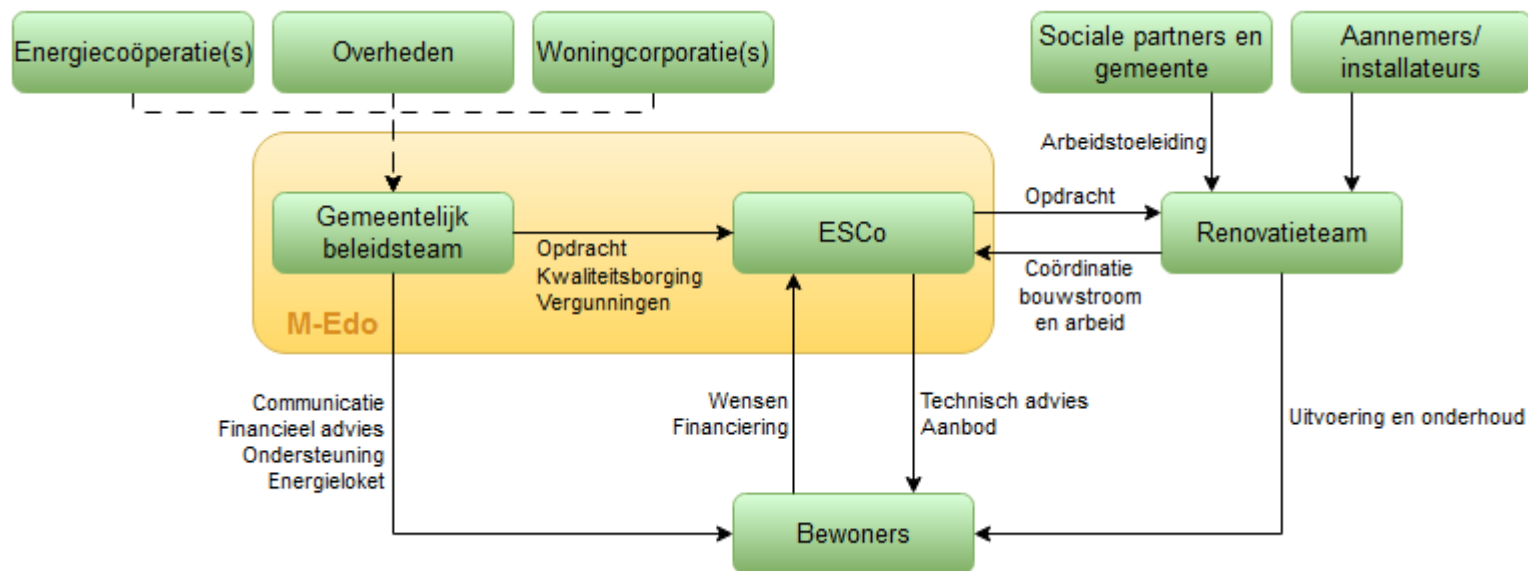 Energiecoöperatie(s)
Overheden
Woningcorporatie(s)
Sociale partners en
gemeente
Aannemers/
installateurs
Arbeidstoeleiding
Gemeentelijk
beleidsteam
Opdracht
Kwaliteitsborging
Vergunningen
ESCo
Opdracht
Coördinatie
bouwstroom
en arbeid
Renovatieteam
M-Edo
Communicatie
Financieel advies
Ondersteuning
Energieloket
Wensen
Financiering
Technisch advies
Aanbod
Uitvoering en onderhoud
Bewoners